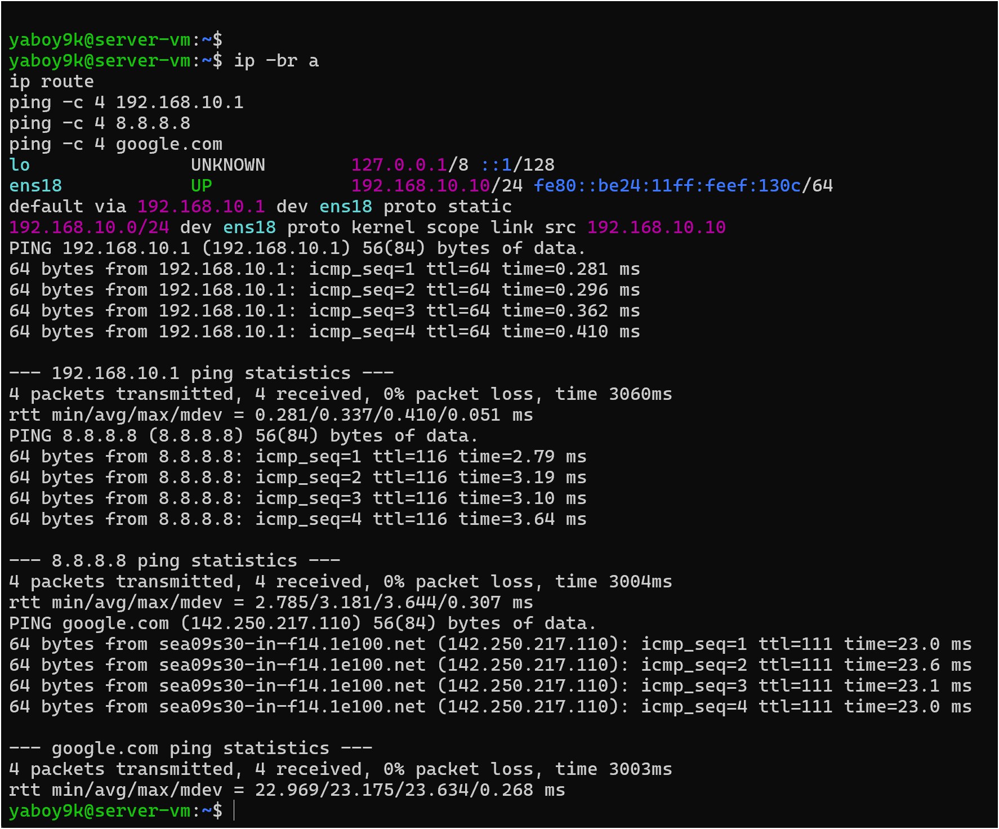 yaboy9k@server-vm:~$
yaboy9k@server-vm:~$ ip -br a
ip route
ping -c 4 192.168.10.1
ping -c 4 8.8.8.8
ping -c 4 google.com
lo               UNKNOWN        127.0.0.1/8 ::1/128
ens18            UP             192.168.10.10/24 fe80::be24:11ff:feef:130c/64
default via 192.168.10.1 dev ens18 proto static
192.168.10.0/24 dev ens18 proto kernel scope link src 192.168.10.10
PING 192.168.10.1 (192.168.10.1) 56(84) bytes of data.
64 bytes from 192.168.10.1: icmp_seq=1 ttl=64 time=0.281 ms
64 bytes from 192.168.10.1: icmp_seq=2 ttl=64 time=0.296 ms
64 bytes from 192.168.10.1: icmp_seq=3 ttl=64 time=0.362 ms
64 bytes from 192.168.10.1: icmp_seq=4 ttl=64 time=0.410 ms

--- 192.168.10.1 ping statistics ---
4 packets transmitted, 4 received, 0% packet loss, time 3060ms
rtt min/avg/max/mdev = 0.281/0.337/0.410/0.051 ms
PING 8.8.8.8 (8.8.8.8) 56(84) bytes of data.
64 bytes from 8.8.8.8: icmp_seq=1 ttl=116 time=2.79 ms
64 bytes from 8.8.8.8: icmp_seq=2 ttl=116 time=3.19 ms
64 bytes from 8.8.8.8: icmp_seq=3 ttl=116 time=3.10 ms
64 bytes from 8.8.8.8: icmp_seq=4 ttl=116 time=3.64 ms

--- 8.8.8.8 ping statistics ---
4 packets transmitted, 4 received, 0% packet loss, time 3004ms
rtt min/avg/max/mdev = 2.785/3.181/3.644/0.307 ms
PING google.com (142.250.217.110) 56(84) bytes of data.
64 bytes from sea09s30-in-f14.1e100.net (142.250.217.110): icmp_seq=1 ttl=111 time=23.0 ms
64 bytes from sea09s30-in-f14.1e100.net (142.250.217.110): icmp_seq=2 ttl=111 time=23.6 ms
64 bytes from sea09s30-in-f14.1e100.net (142.250.217.110): icmp_seq=3 ttl=111 time=23.1 ms
64 bytes from sea09s30-in-f14.1e100.net (142.250.217.110): icmp_seq=4 ttl=111 time=23.0 ms

--- google.com ping statistics ---
4 packets transmitted, 4 received, 0% packet loss, time 3003ms
rtt min/avg/max/mdev = 22.969/23.175/23.634/0.268 ms
yaboy9k@server-vm:~$